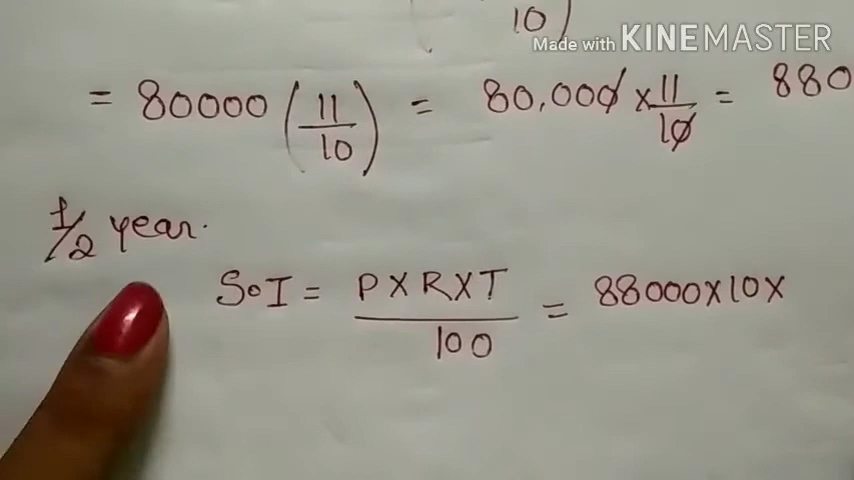 10)
Made with KINEMASTER
= 80000 (11/10) = 80,000 × 11/10 = 880
1/2 year.
S.I = P×R×T/100 = 88000×10×